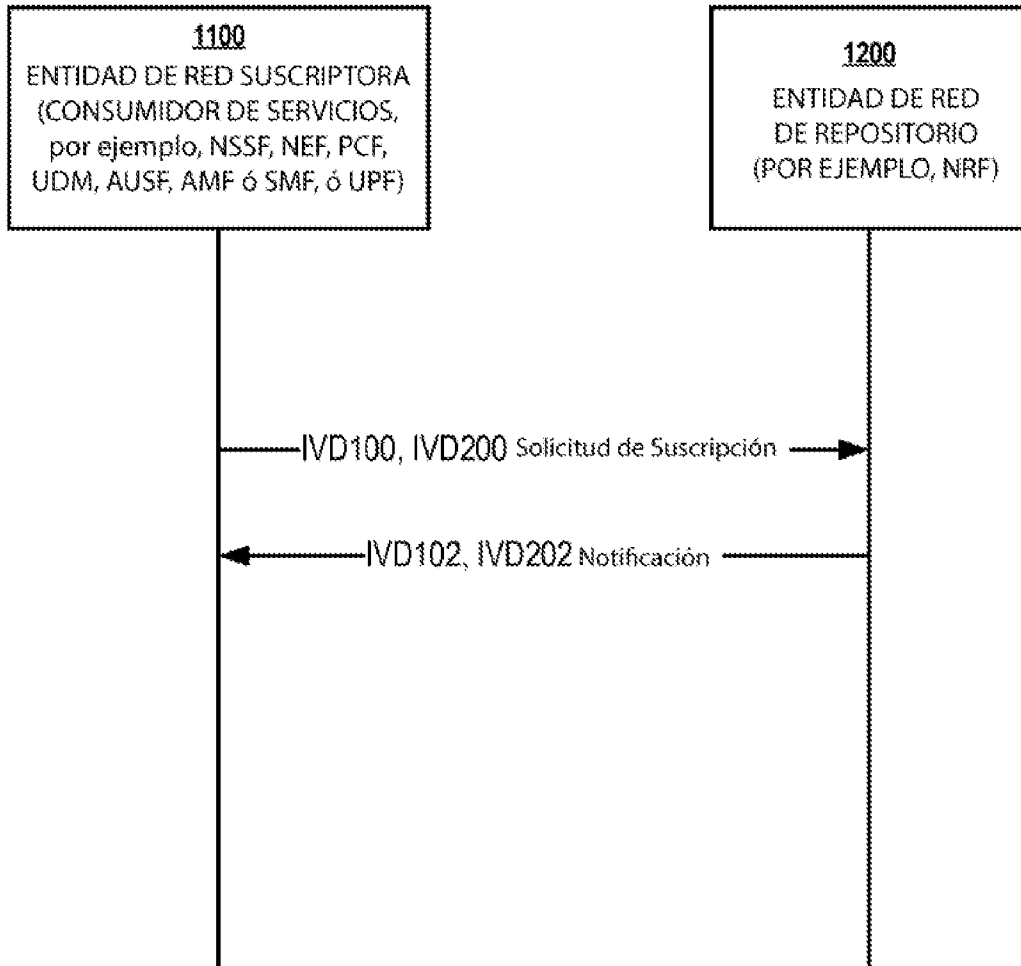 1100
ENTIDAD DE RED SUSCRIPTORA
(CONSUMIDOR DE SERVICIOS,
por ejemplo, NSSF, NEF, PCF,
UDM, AUSF, AMF ó SMF, ó UPF)
1200
ENTIDAD DE RED
DE REPOSITORIO
(POR EJEMPLO, NRF)
IVD100, IVD200 Solicitud de Suscripción
IVD102, IVD202 Notificación